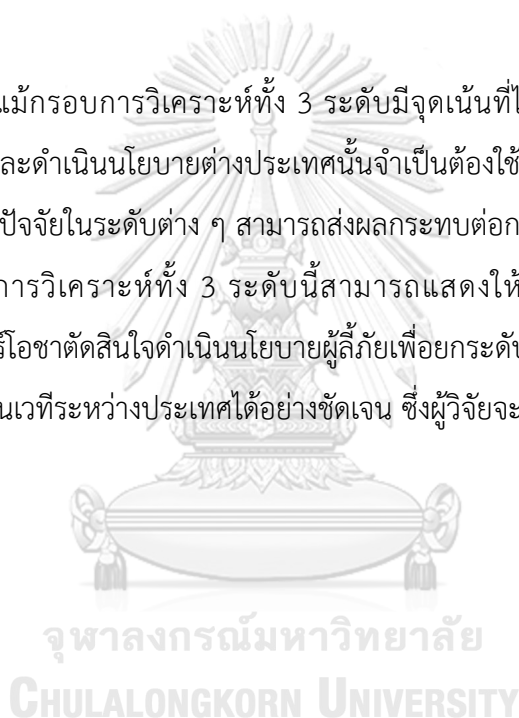 แม้กรอบการวิเคราะห์ทั้ง 3 ระดับมีจุดเน้นที่ไ
ละดำเนินนโยบายต่างประเทศนั้นจำเป็นต้องใช้
ปัจจัยในระดับต่าง ๆ สามารถส่งผลกระทบต่อก
การวิเคราะห์ทั้ง 3 ระดับนี้สามารถแสดงให้
ร์โอชาตัดสินใจดำเนินนโยบายผู้ลี้ภัยเพื่อยกระดับ
นเวทีระหว่างประเทศได้อย่างชัดเจน ซึ่งผู้วิจัยจะ
จุฬาลงกรณ์มหาวิทยาลัย
CHULALONGKORN UNIVERSITY